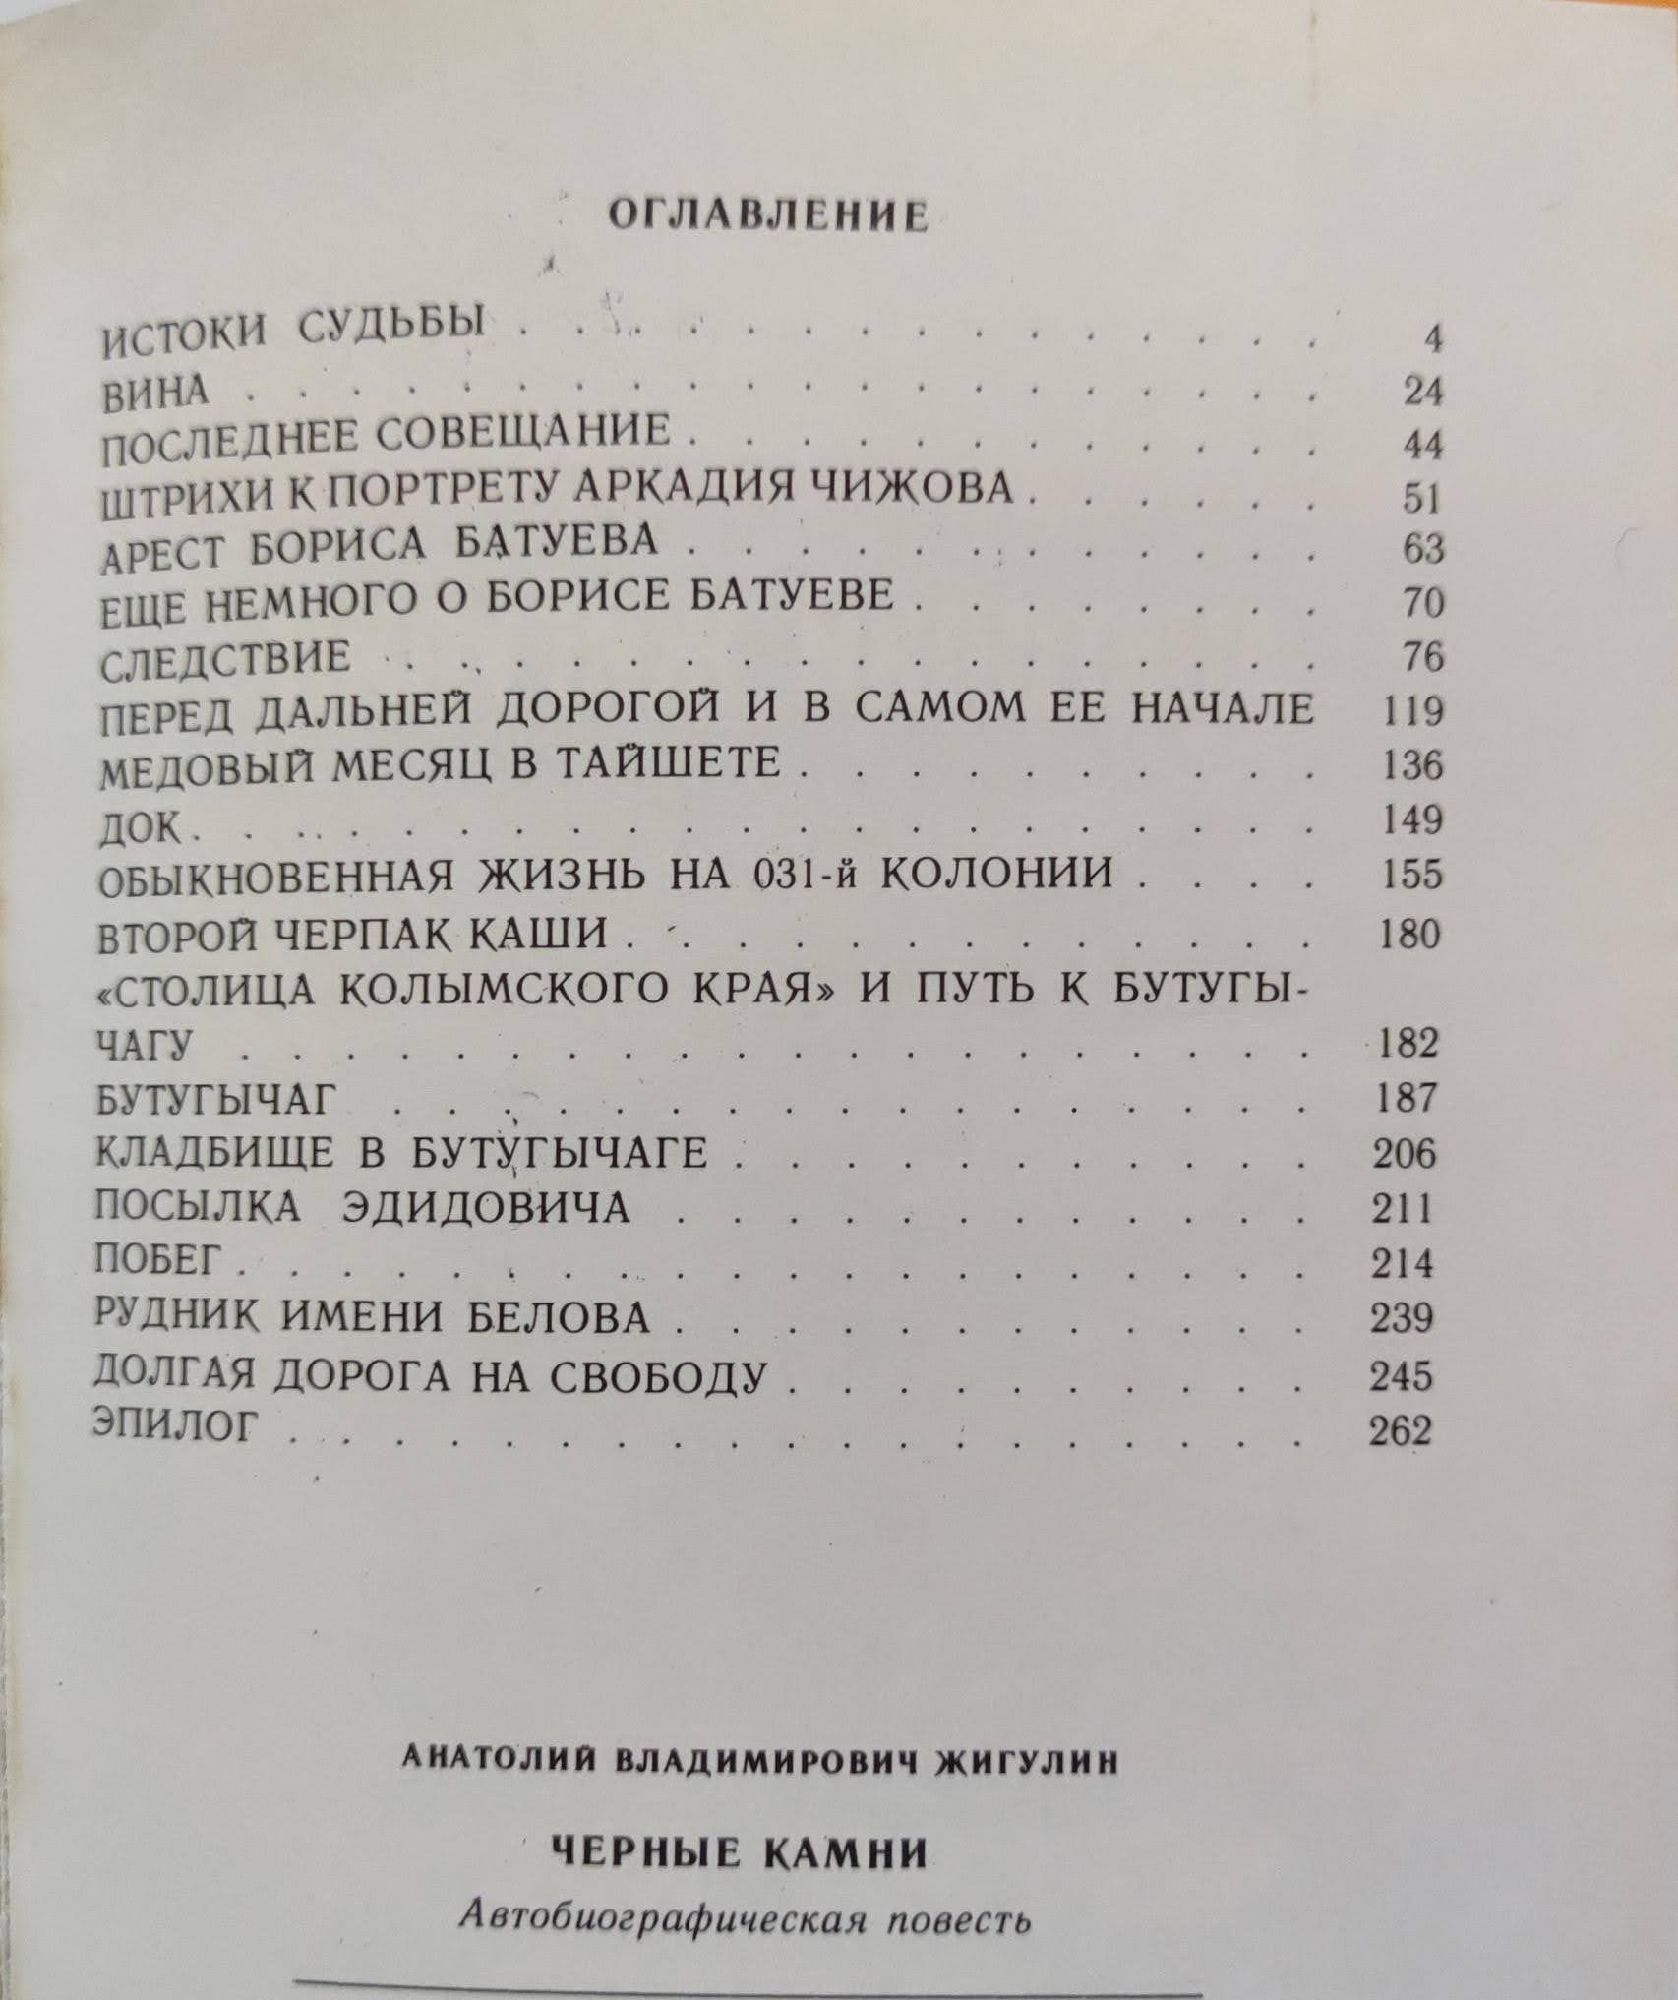 ОГЛАВЛЕНИЕ
ИСТОКИ СУДЬБЫ . . . . . . . . . . . . . . . 4
ВИНА . . . . . . . . . . . . . . . . . . . . 24
ПОСЛЕДНЕЕ СОВЕЩАНИЕ . . . . . . . . . . . . 44
ШТРИХИ К ПОРТРЕТУ АРКАДИЯ ЧИЖОВА . . . . . . 51
АРЕСТ БОРИСА БАТУЕВА . . . . . . . . . . . . 63
ЕЩЕ НЕМНОГО О БОРИСЕ БАТУЕВЕ . . . . . . . . 70
СЛЕДСТВИЕ . . . . . . . . . . . . . . . . . 76
ПЕРЕД ДАЛЬНЕЙ ДОРОГОЙ И В САМОМ ЕЕ НАЧАЛЕ 119
МЕДОВЫЙ МЕСЯЦ В ТАЙШЕТЕ . . . . . . . . . . 136
ДОК . . . . . . . . . . . . . . . . . . . . 149
ОБЫКНОВЕННАЯ ЖИЗНЬ НА 031-й КОЛОНИИ . . . . 155
ВТОРОЙ ЧЕРПАК КАШИ . . . . . . . . . . . . . 180
«СТОЛИЦА КОЛЫМСКОГО КРАЯ» И ПУТЬ К БУТУГЫ-
ЧАГУ . . . . . . . . . . . . . . . . . . . . 182
БУТУГЫЧАГ . . . . . . . . . . . . . . . . . 187
КЛАДБИЩЕ В БУТУГЫЧАГЕ . . . . . . . . . . . 206
ПОСЫЛКА ЭДИДОВИЧА . . . . . . . . . . . . 211
ПОБЕГ . . . . . . . . . . . . . . . . . . . . 214
РУДНИК ИМЕНИ БЕЛОВА . . . . . . . . . . . . 239
ДОЛГАЯ ДОРОГА НА СВОБОДУ . . . . . . . . . . 245
ЭПИЛОГ . . . . . . . . . . . . . . . . . . . 262
АНАТОЛИЙ ВЛАДИМИРОВИЧ ЖИГУЛИН
ЧЕРНЫЕ КАМНИ
Автобиографическая повесть